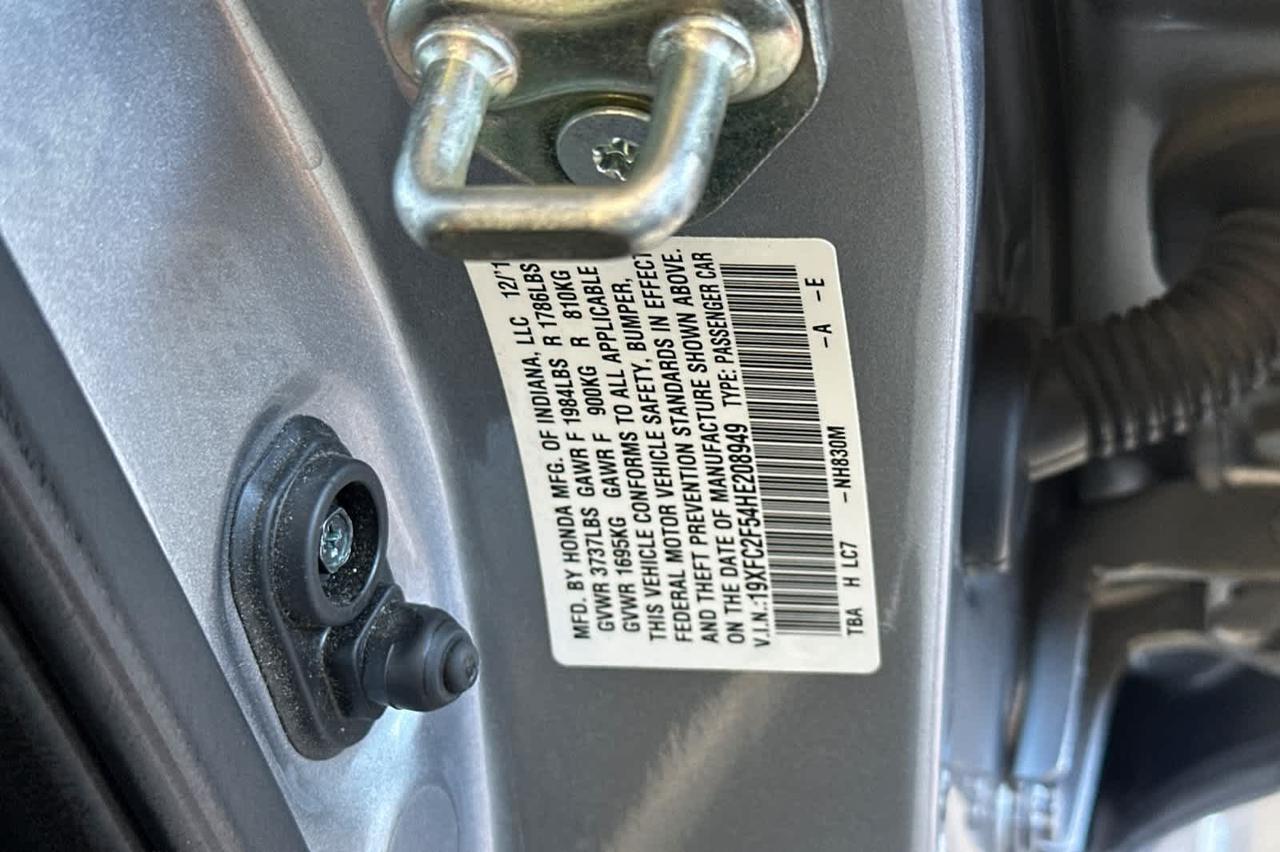 MFD. BY HONDA MFG. OF INDIANA, LLC 12/'1
GVWR 3737LBS GAWR F 1984LBS R 1786LBS
GVWR 1695KG GAWR F 900KG R 810KG
THIS VEHICLE CONFORMS TO ALL APPLICABLE
FEDERAL MOTOR VEHICLE SAFETY, BUMPER,
AND THEFT PREVENTION STANDARDS IN EFFECT
ON THE DATE OF MANUFACTURE SHOWN ABOVE.
V.I.N.:19XFC2F54HE208949 TYPE: PASSENGER CAR
TBA H LC7 -NH830M -A -E